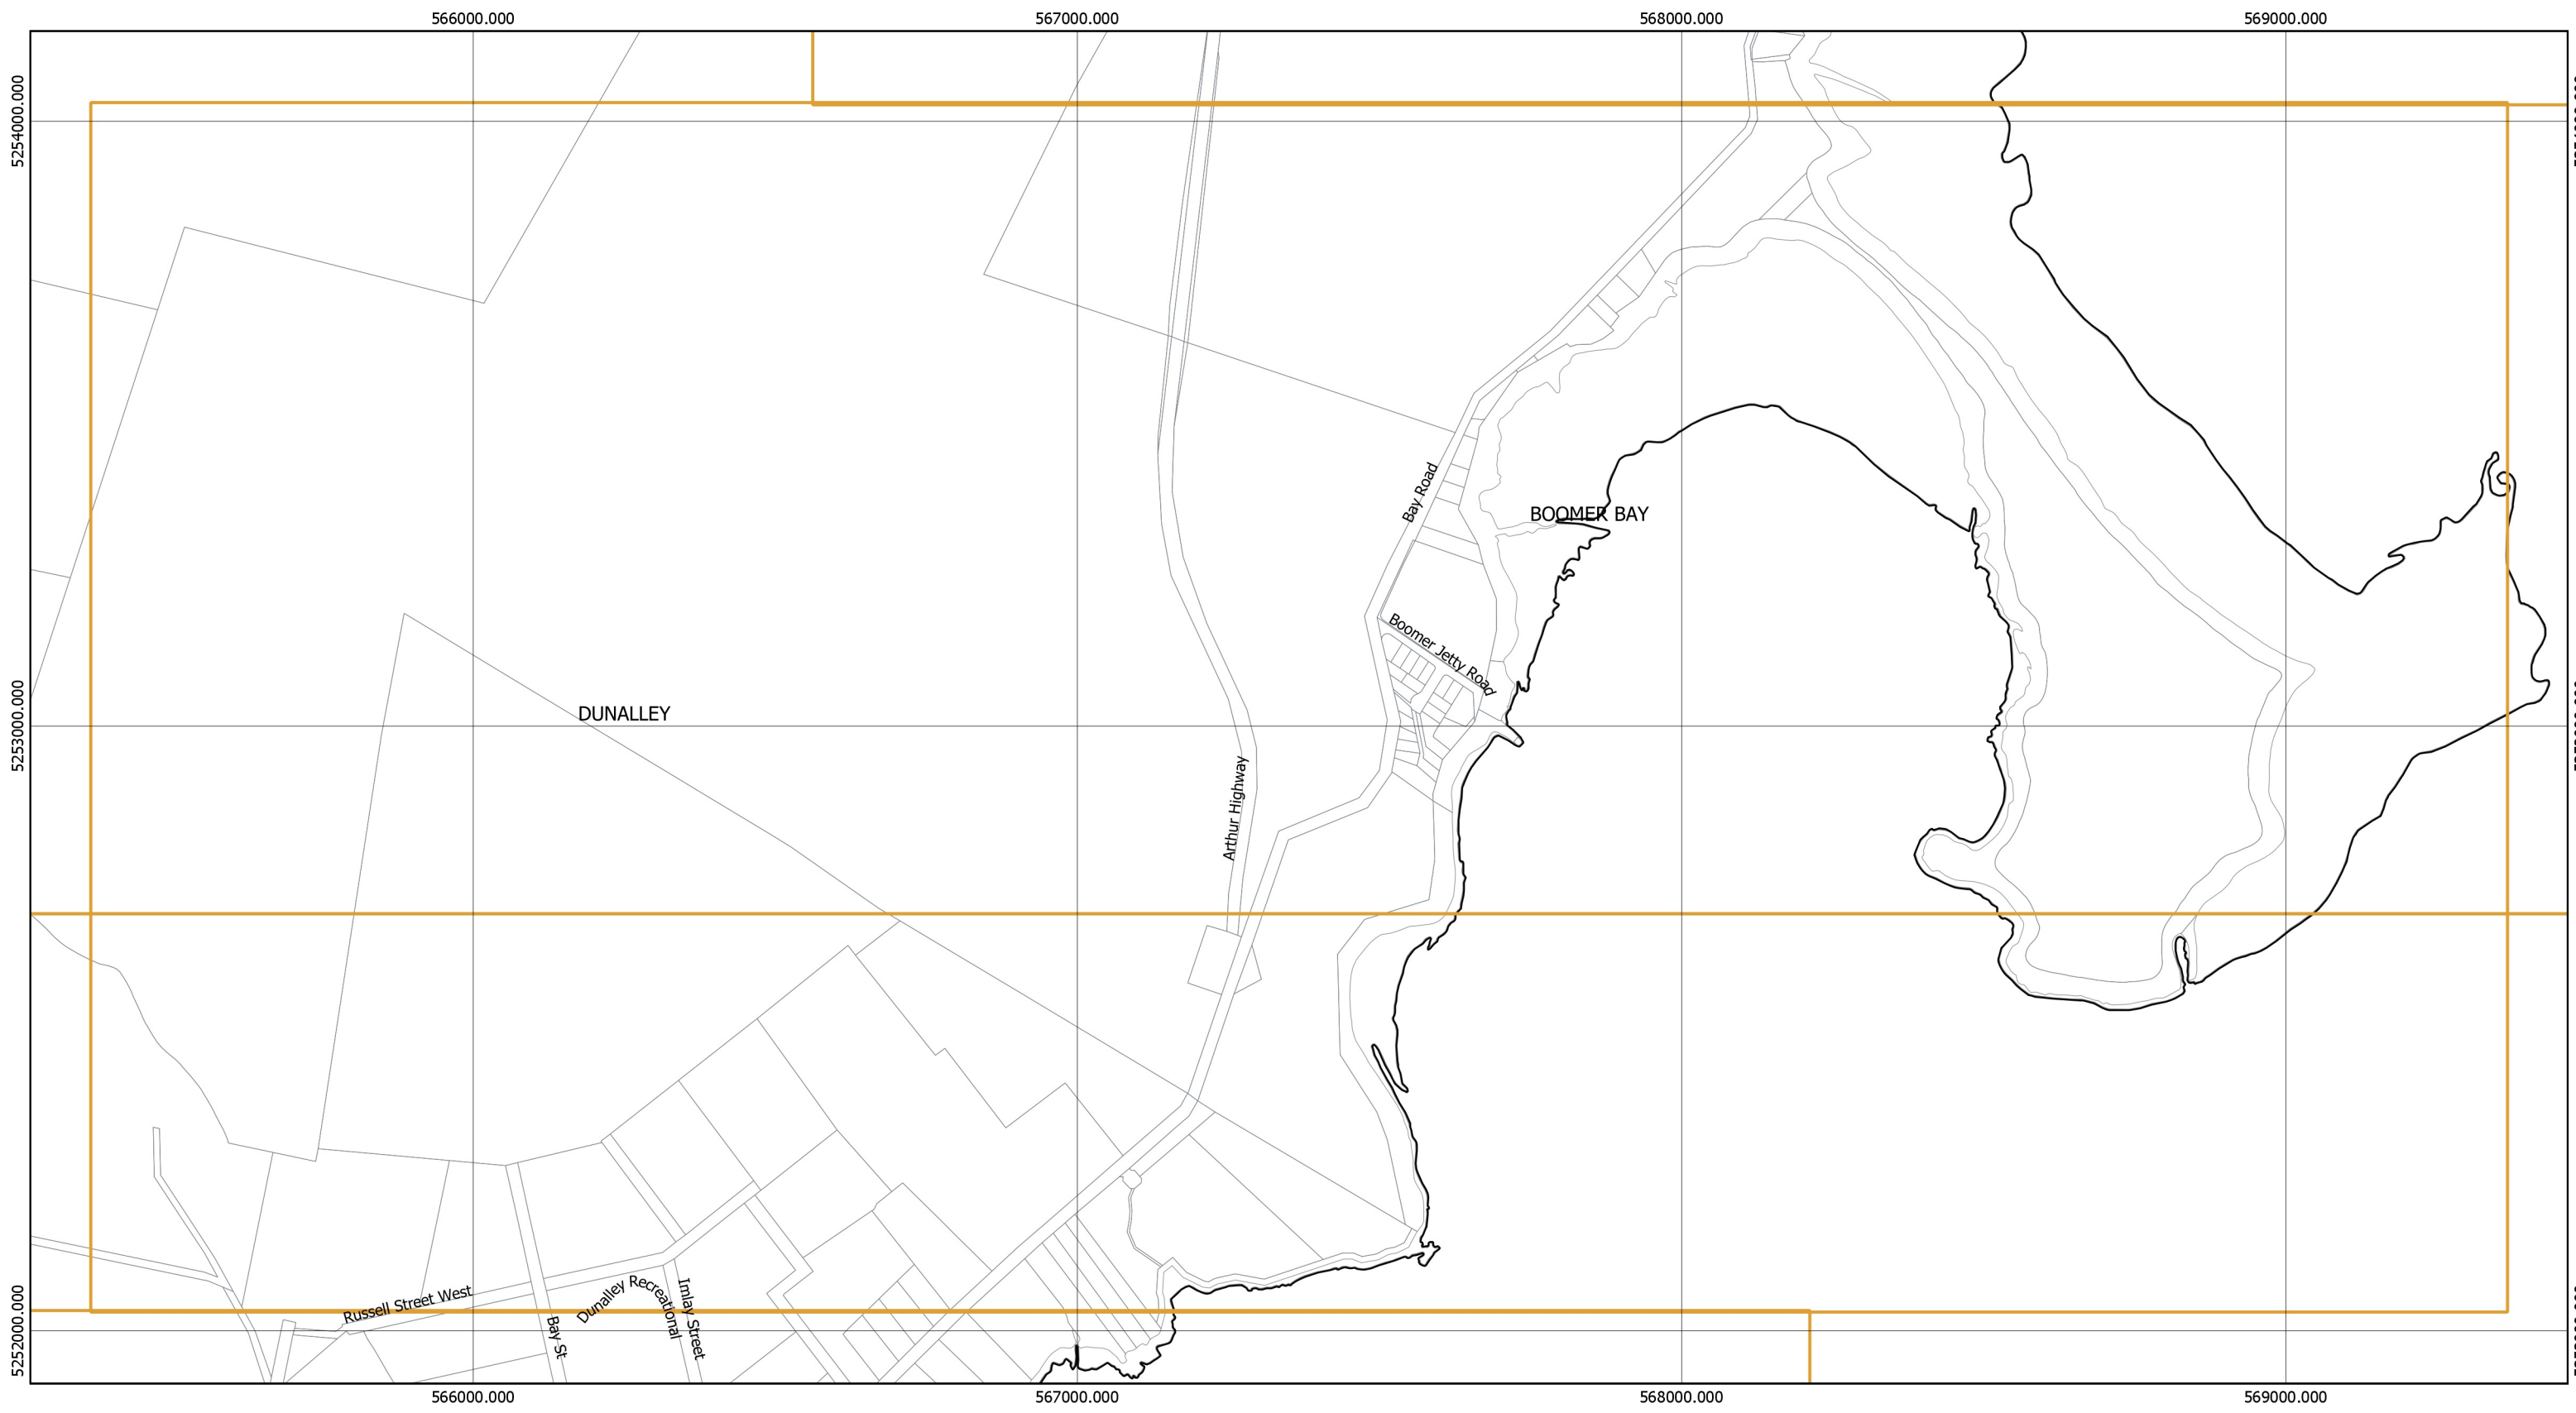 566000.000
567000.000
568000.000
569000.000
5254000.000
Bay Road
BOOMER BAY
Boomer Jetty Road
DUNALLEY
5253000.000
Arthur Highway
Russell Street West
Dunalley Recreational
Imlay Street
Bay St
5252000.000
566000.000
567000.000
568000.000
569000.000